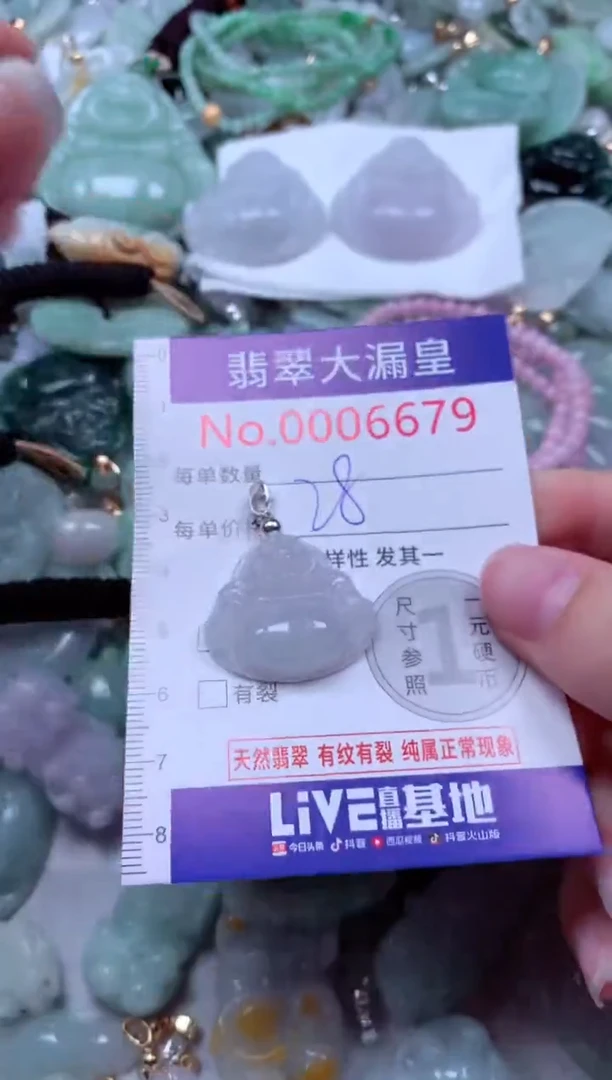 翡翠大漏皇
No.0006679
每单数量
28
每单价
样性 发其一
尺寸参照
1
一元硬币
有裂
天然翡翠 有纹有裂 纯属正常现象
LiVE直播基地
今日头条 抖音 西瓜视频 抖音火山版
0
1
3
6
7
8